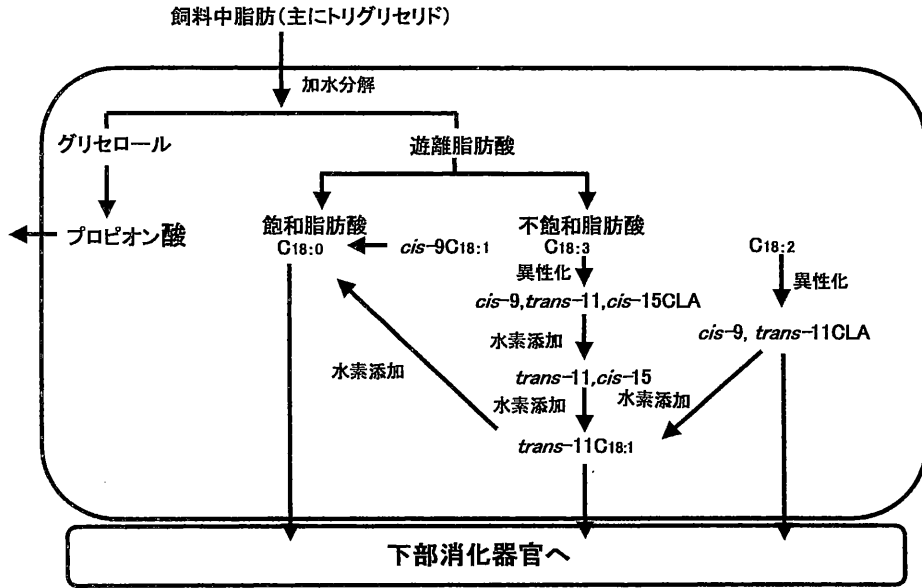 飼料中脂肪(主にトリグリセリド)
加水分解
グリセロール
遊離脂肪酸
プロピオン酸
飽和脂肪酸
C18:0
cis-9C18:1
不飽和脂肪酸
C18:3
C18:2
異性化
異性化
cis-9,trans-11,cis-15CLA
cis-9, trans-11CLA
水素添加
水素添加
trans-11,cis-15
水素添加
水素添加
trans-11C18:1
下部消化器官へ